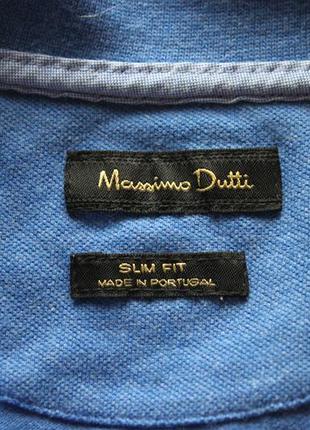 Massimo Dutti
SLIM FIT
MADE IN PORTUGAL